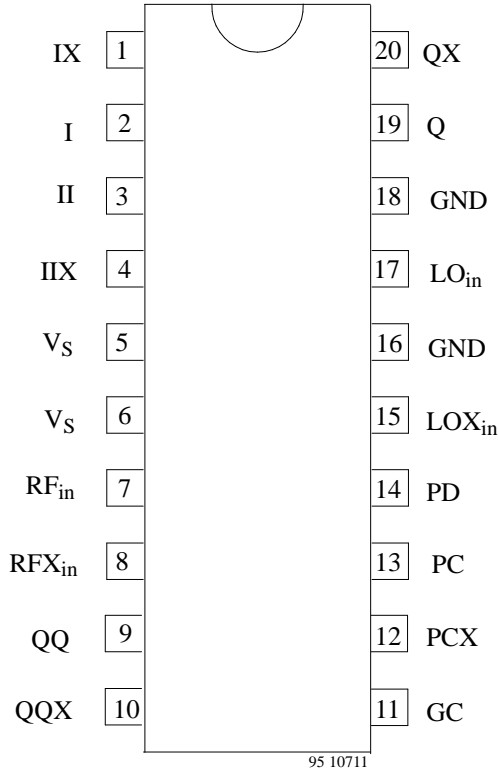 IX 1 20 QX
I 2 19 Q
II 3 18 GND
IIX 4 17 LOin
VS 5 16 GND
VS 6 15 LOXin
RFin 7 14 PD
RFXin 8 13 PC
QQ 9 12 PCX
QQX 10 11 GC
95 10711